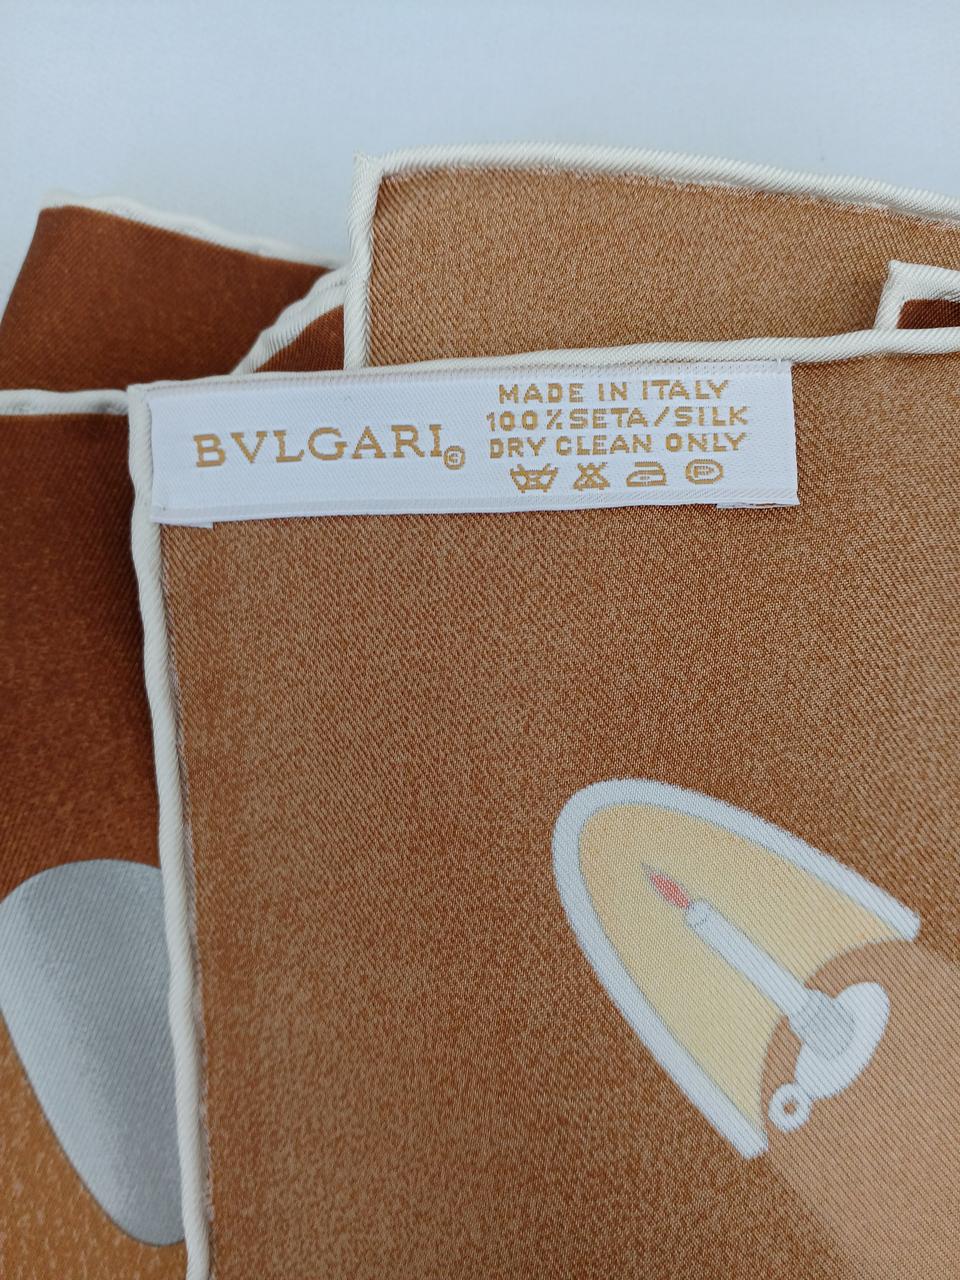 BVLGARI©
MADE IN ITALY
100%SETA/SILK
DRY CLEAN ONLY
P